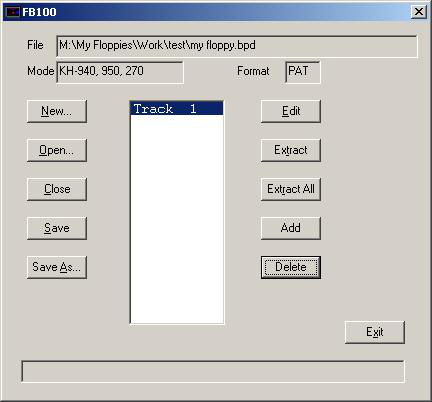 FB100
File M:\My Floppies\Work\test\my floppy.bpd
Mode KH-940, 950, 270 Format PAT
New... Track 1 Edit
Open... Extract
Close Extract All
Save Add
Save As... Delete
Exit